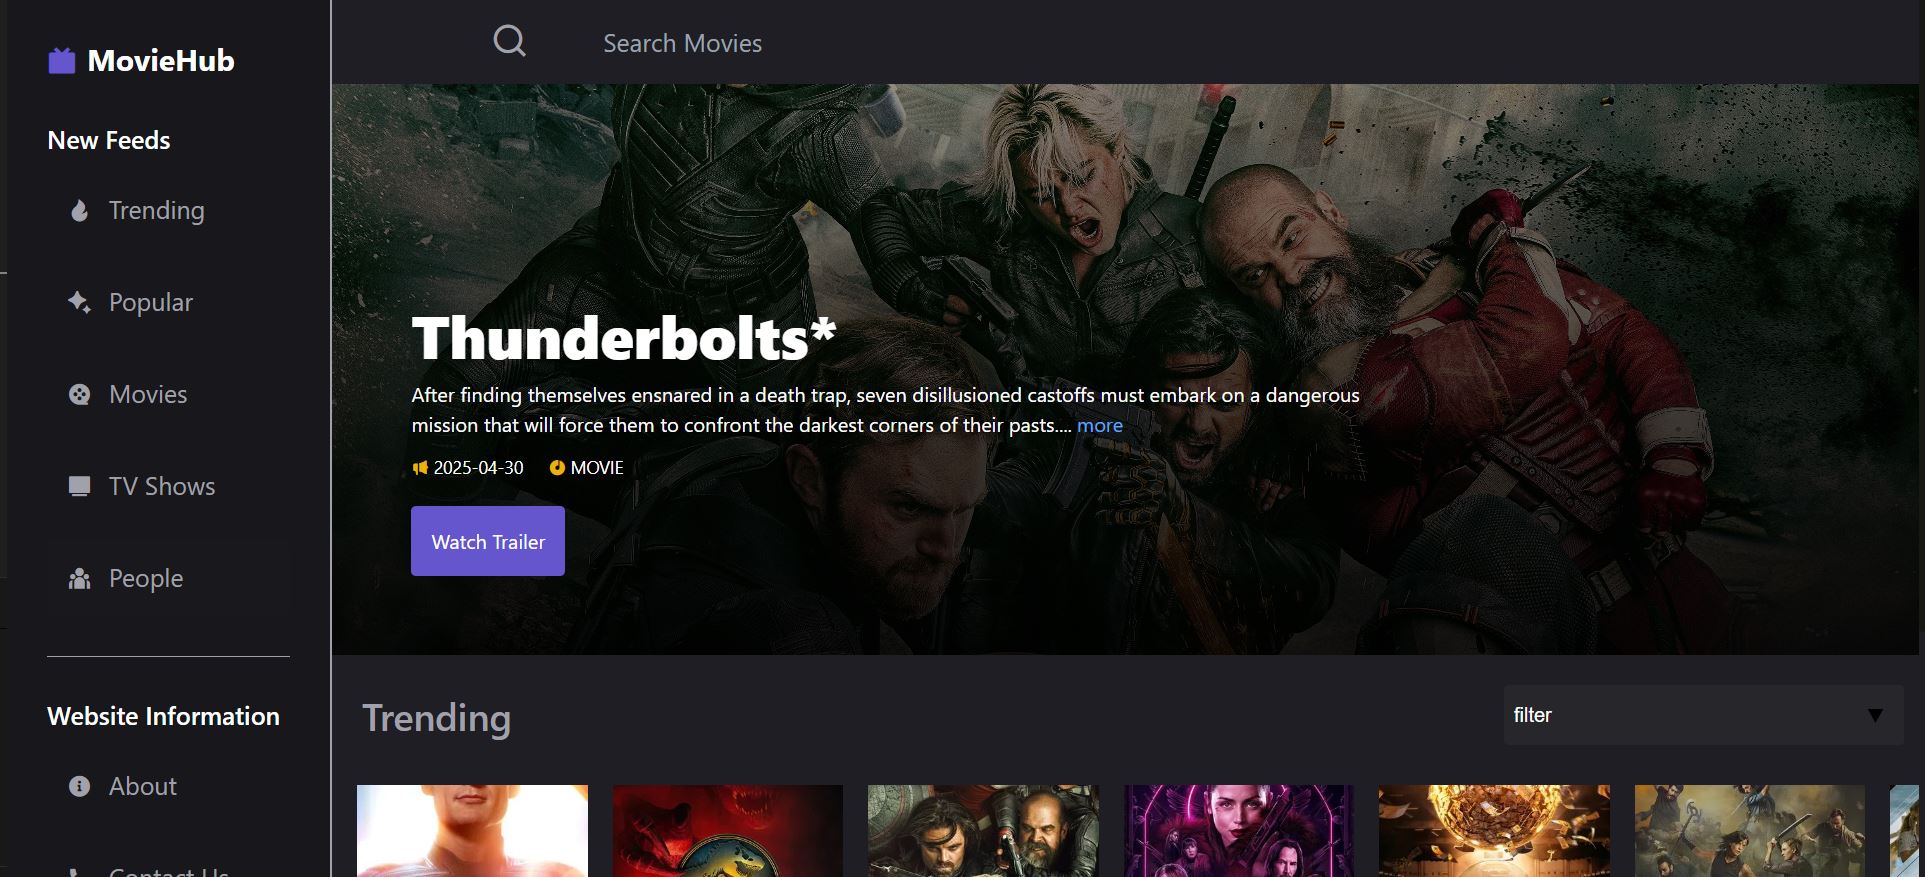 MovieHub
New Feeds
Trending
Popular
Movies
TV Shows
People
Website Information
About
Contact Us
Search Movies
Thunderbolts*
After finding themselves ensnared in a death trap, seven disillusioned castoffs must embark on a dangerous
mission that will force them to confront the darkest corners of their pasts.... more
2025-04-30 MOVIE
Watch Trailer
Trending
filter